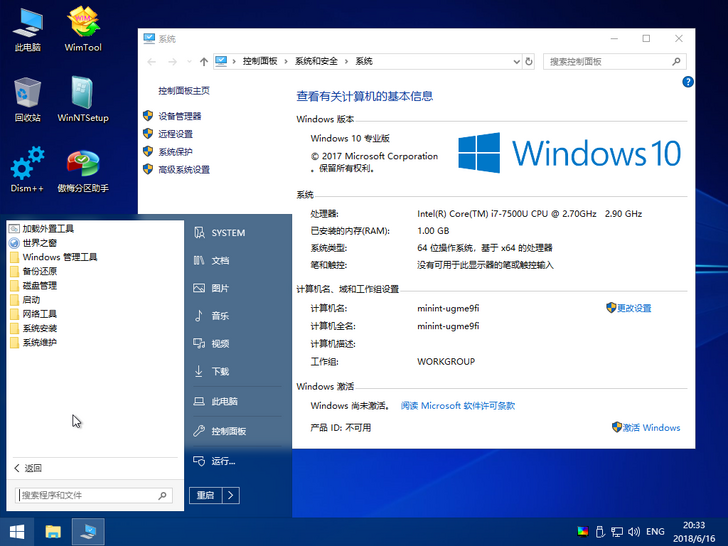 此电脑
WimTool
回收站
WinNTSetup
Dism++
傲梅分区助手
系统
控制面板 › 系统和安全 › 系统
搜索控制面板
控制面板主页
设备管理器
远程设置
系统保护
高级系统设置
查看有关计算机的基本信息
Windows 版本
Windows 10 专业版
© 2017 Microsoft Corporation
。保留所有权利。
Windows 10
系统
处理器: Intel(R) Core(TM) i7-7500U CPU @ 2.70GHz 2.90 GHz
已安装的内存(RAM): 1.00 GB
系统类型: 64 位操作系统，基于 x64 的处理器
笔和触控: 没有可用于此显示器的笔或触控输入
计算机名、域和工作组设置
计算机名: minint-ugme9fi
更改设置
计算机全名: minint-ugme9fi
计算机描述:
工作组: WORKGROUP
Windows 激活
Windows 尚未激活。 阅读 Microsoft 软件许可条款
产品 ID: 不可用
激活 Windows
加载外置工具
世界之窗
Windows 管理工具
备份还原
磁盘管理
启动
网络工具
系统安装
系统维护
返回
搜索程序和文件
SYSTEM
文档
图片
音乐
视频
下载
此电脑
控制面板
运行...
重启
ENG
20:33
2018/6/16